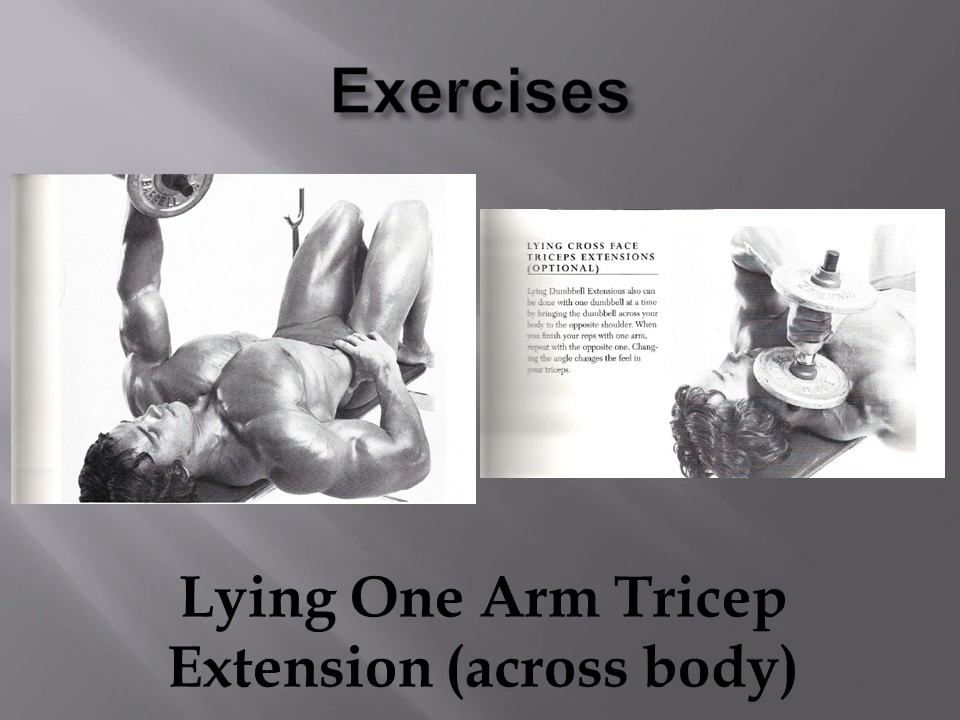 Exercises
BARBELL
LYING CROSS FACE
TRICEPS EXTENSIONS
(OPTIONAL)
Lying Dumbbell Extensions also can
be done with one dumbbell at a time
by bringing the dumbbell across your
body to the opposite shoulder. When
you finish your reps with one arm,
repeat with the opposite one. Chang-
ing the angle changes the feel in
your triceps.
Lying One Arm Tricep
Extension (across body)